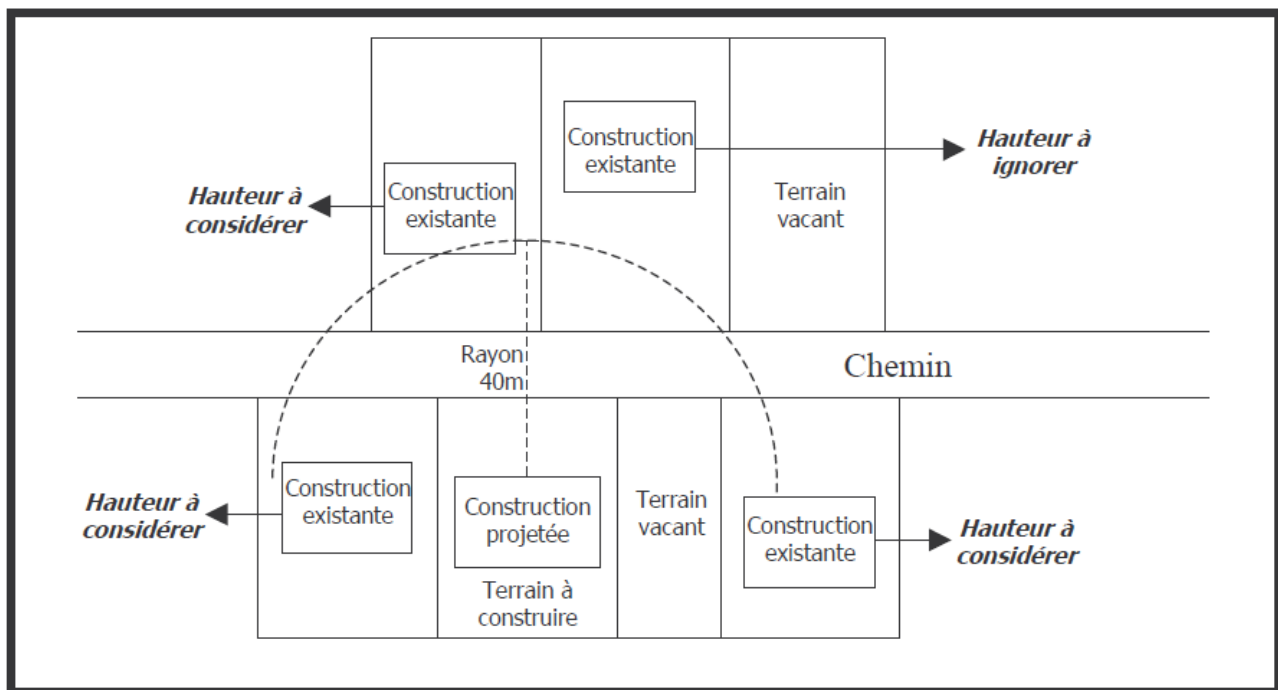 Construction
existante
Hauteur à
ignorer
Hauteur à
considérer
Construction
existante
Terrain
vacant
Rayon
40m
Chemin
Hauteur à
considérer
Construction
existante
Construction
projetée
Terrain à
construire
Terrain
vacant
Construction
existante
Hauteur à
considérer